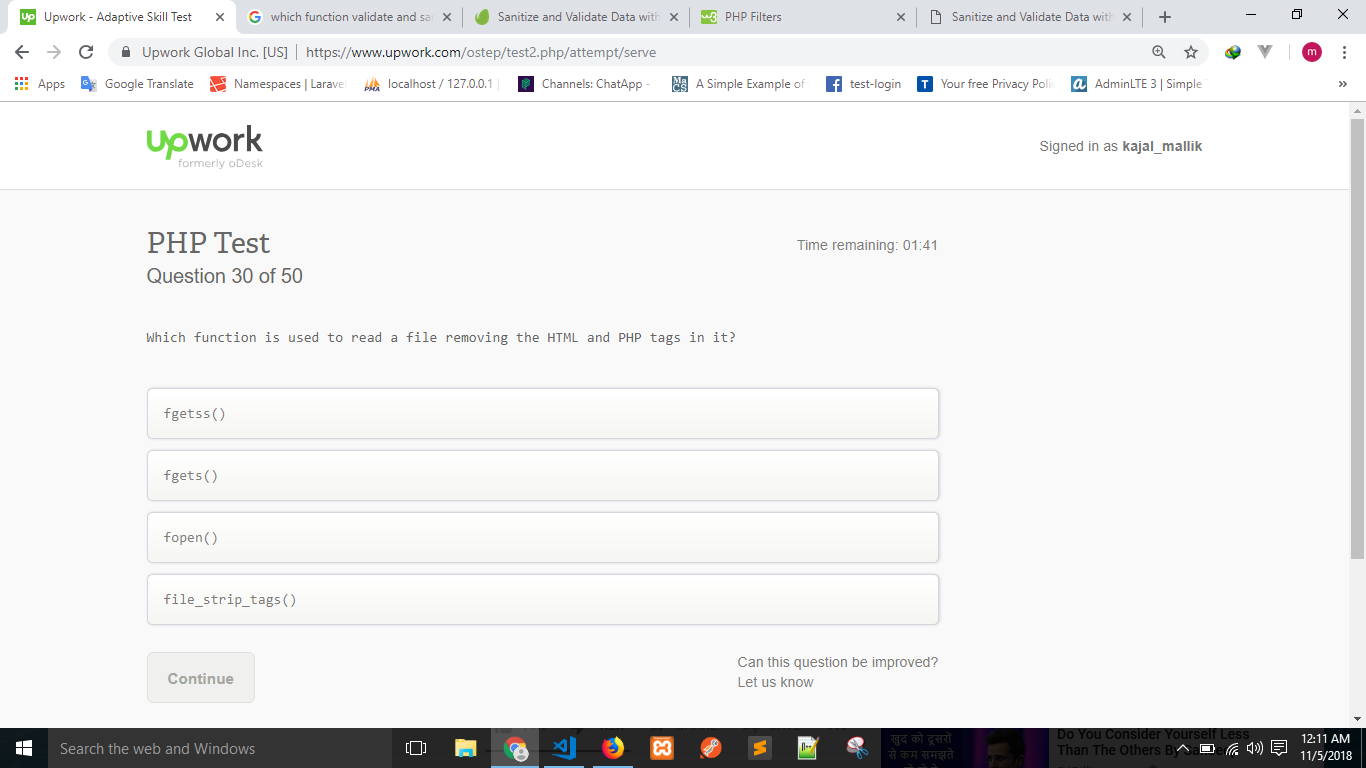 Upwork - Adaptive Skill Test
which function validate and sa
Sanitize and Validate Data with
PHP Filters
Sanitize and Validate Data with
Upwork Global Inc. [US] | https://www.upwork.com/ostep/test2.php/attempt/serve
m
Apps
Google Translate
Namespaces | Larave
localhost / 127.0.0.1
Channels: ChatApp -
A Simple Example of
test-login
Your free Privacy Poli
AdminLTE 3 | Simple
»
upwork
formerly oDesk
Signed in as kajal_mallik
PHP Test
Time remaining: 01:41
Question 30 of 50
Which function is used to read a file removing the HTML and PHP tags in it?
fgetss()
fgets()
fopen()
file_strip_tags()
Continue
Can this question be improved?
Let us know
Search the web and Windows
खुद को दूसरों
से कम समझते
Do You Consider Yourself Less
Than The Others By
12:11 AM
11/5/2018